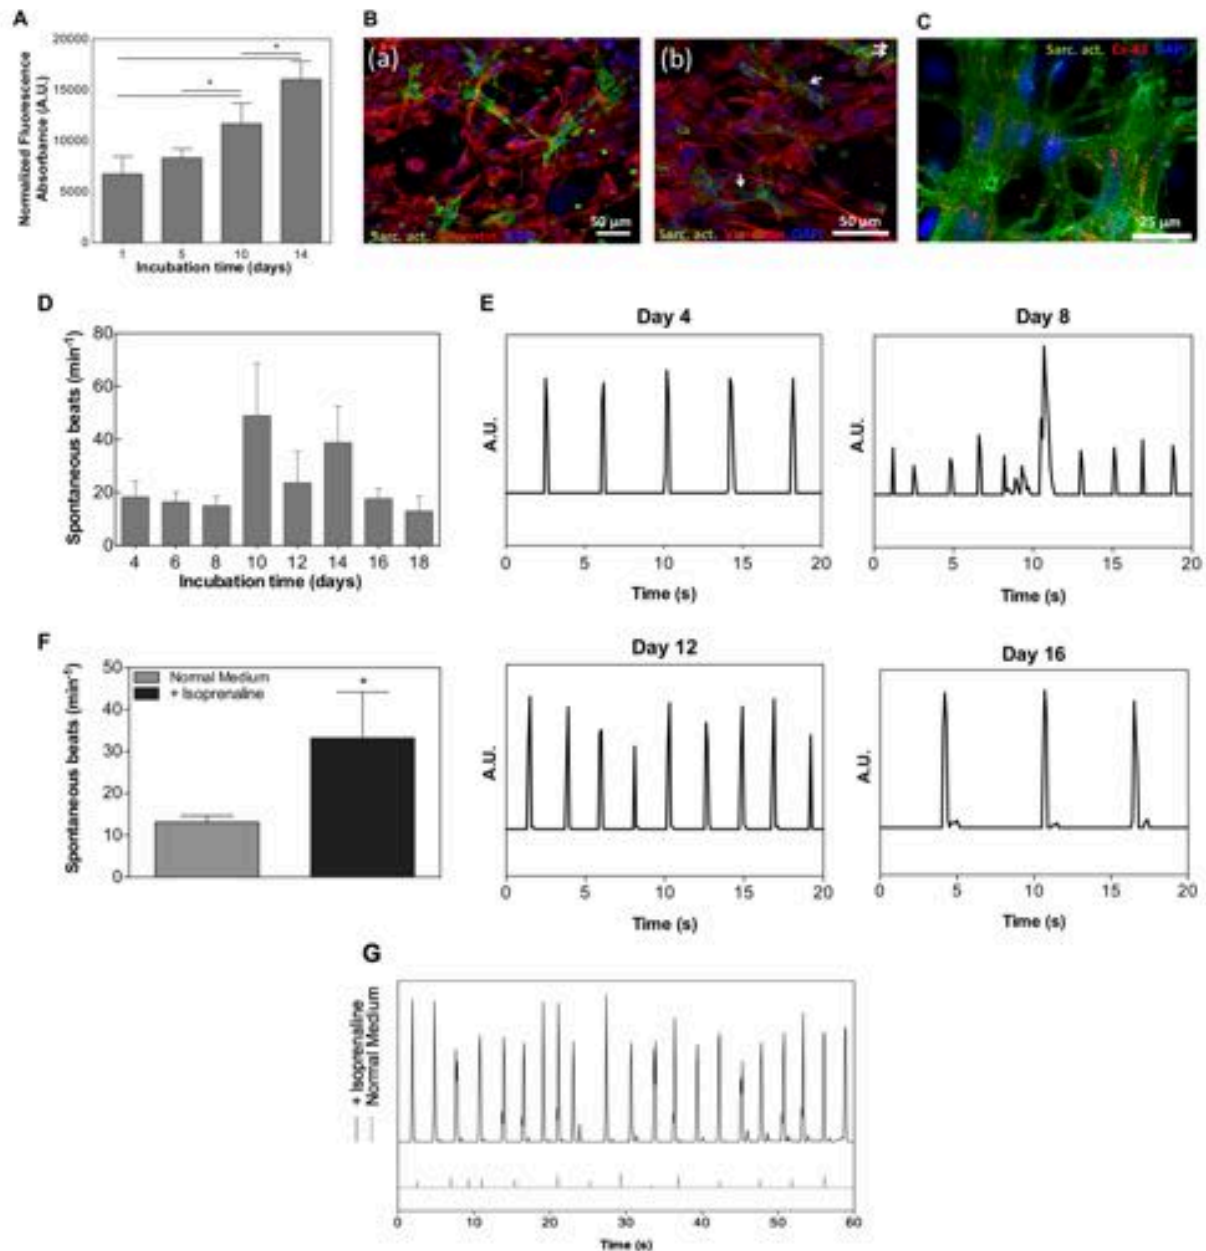 A
Normalized Fluorescence
Absorbance (A.U.)
20000
15000
10000
5000
0
*
*
1 5 10 14
Incubation time (days)
B
(a)
Sarc. act.
50 µm
(b)
Sarc. act. DAPI
50 µm
C
Sarc. act. Cx-43 DAPI
25 µm
D
Spontaneous beats (min⁻¹)
80
60
40
20
0
4 6 8 10 12 14 16 18
Incubation time (days)
E
Day 4
A.U.
0 5 10 15 20
Time (s)
Day 8
A.U.
0 5 10 15 20
Time (s)
F
Spontaneous beats (min⁻¹)
50
40
30
20
10
0
Normal Medium
+ Isoprenaline
*
Day 12
A.U.
0 5 10 15 20
Time (s)
Day 16
A.U.
0 5 10 15 20
Time (s)
G
+ Isoprenaline
Normal Medium
0 10 20 30 40 50 60
Time (s)